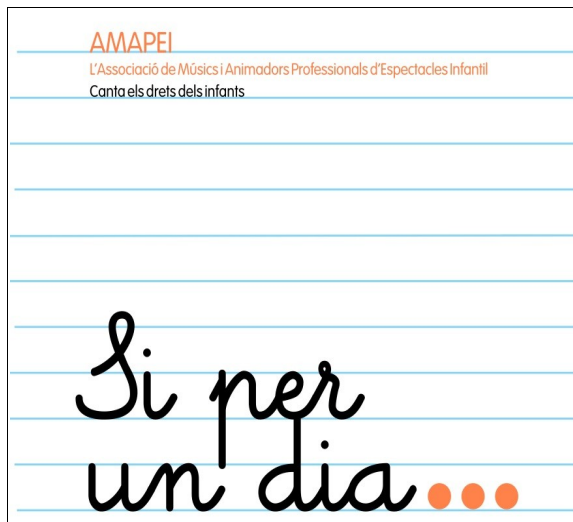 AMAPEI
L'Associació de Músics i Animadors Professionals d'Espectacles Infantil
Canta els drets dels infants
Si per
un dia...